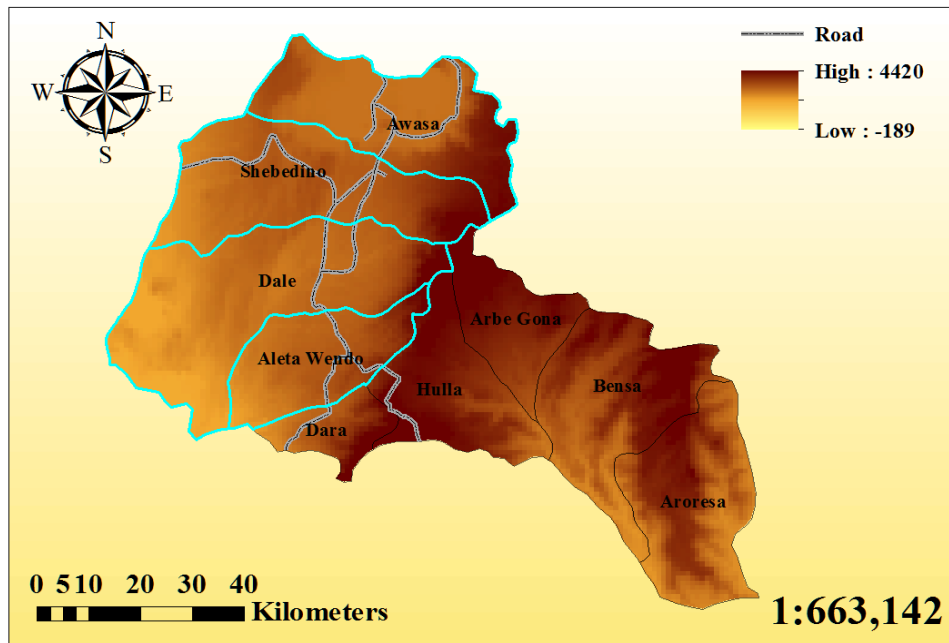 N
W E
S
Road
High : 4420
Low : -189
Awasa
Shebedino
Dale
Arbe Gona
Aleta Wendo
Hulla
Bensa
Dara
Aroresa
0 5 10 20 30 40
Kilometers
1:663,142